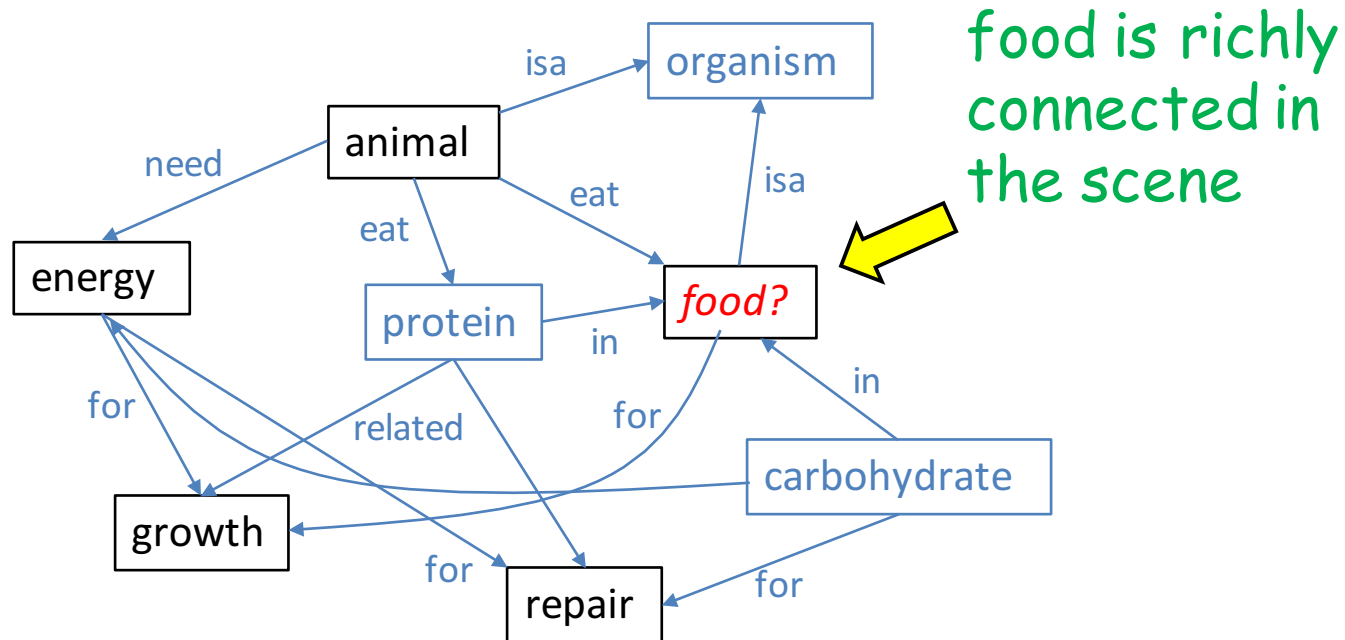 food is richly
connected in
the scene
isa
organism
animal
need
eat
isa
eat
energy
food?
protein
in
in
for
related
for
carbohydrate
growth
for
for
repair